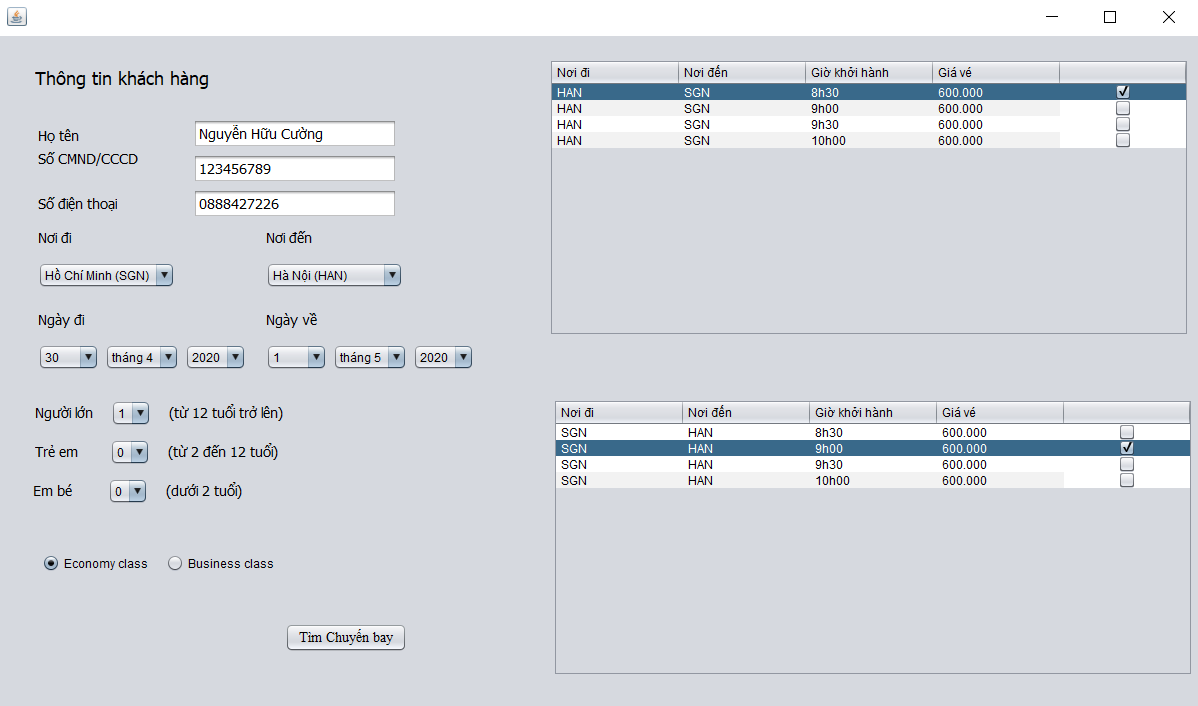 Thông tin khách hàng
Họ tên Nguyễn Hữu Cường
Số CMND/CCCD 123456789
Số điện thoại 0888427226
Nơi đi Nơi đến
Hồ Chí Minh (SGN) Hà Nội (HAN)
Ngày đi Ngày về
30 tháng 4 2020 1 tháng 5 2020
Người lớn 1 (từ 12 tuổi trở lên)
Trẻ em 0 (từ 2 đến 12 tuổi)
Em bé 0 (dưới 2 tuổi)
Economy class Business class
Tìm Chuyến bay
Nơi đi Nơi đến Giờ khởi hành Giá vé
HAN SGN 8h30 600.000
HAN SGN 9h00 600.000
HAN SGN 9h30 600.000
HAN SGN 10h00 600.000
Nơi đi Nơi đến Giờ khởi hành Giá vé
SGN HAN 8h30 600.000
SGN HAN 9h00 600.000
SGN HAN 9h30 600.000
SGN HAN 10h00 600.000